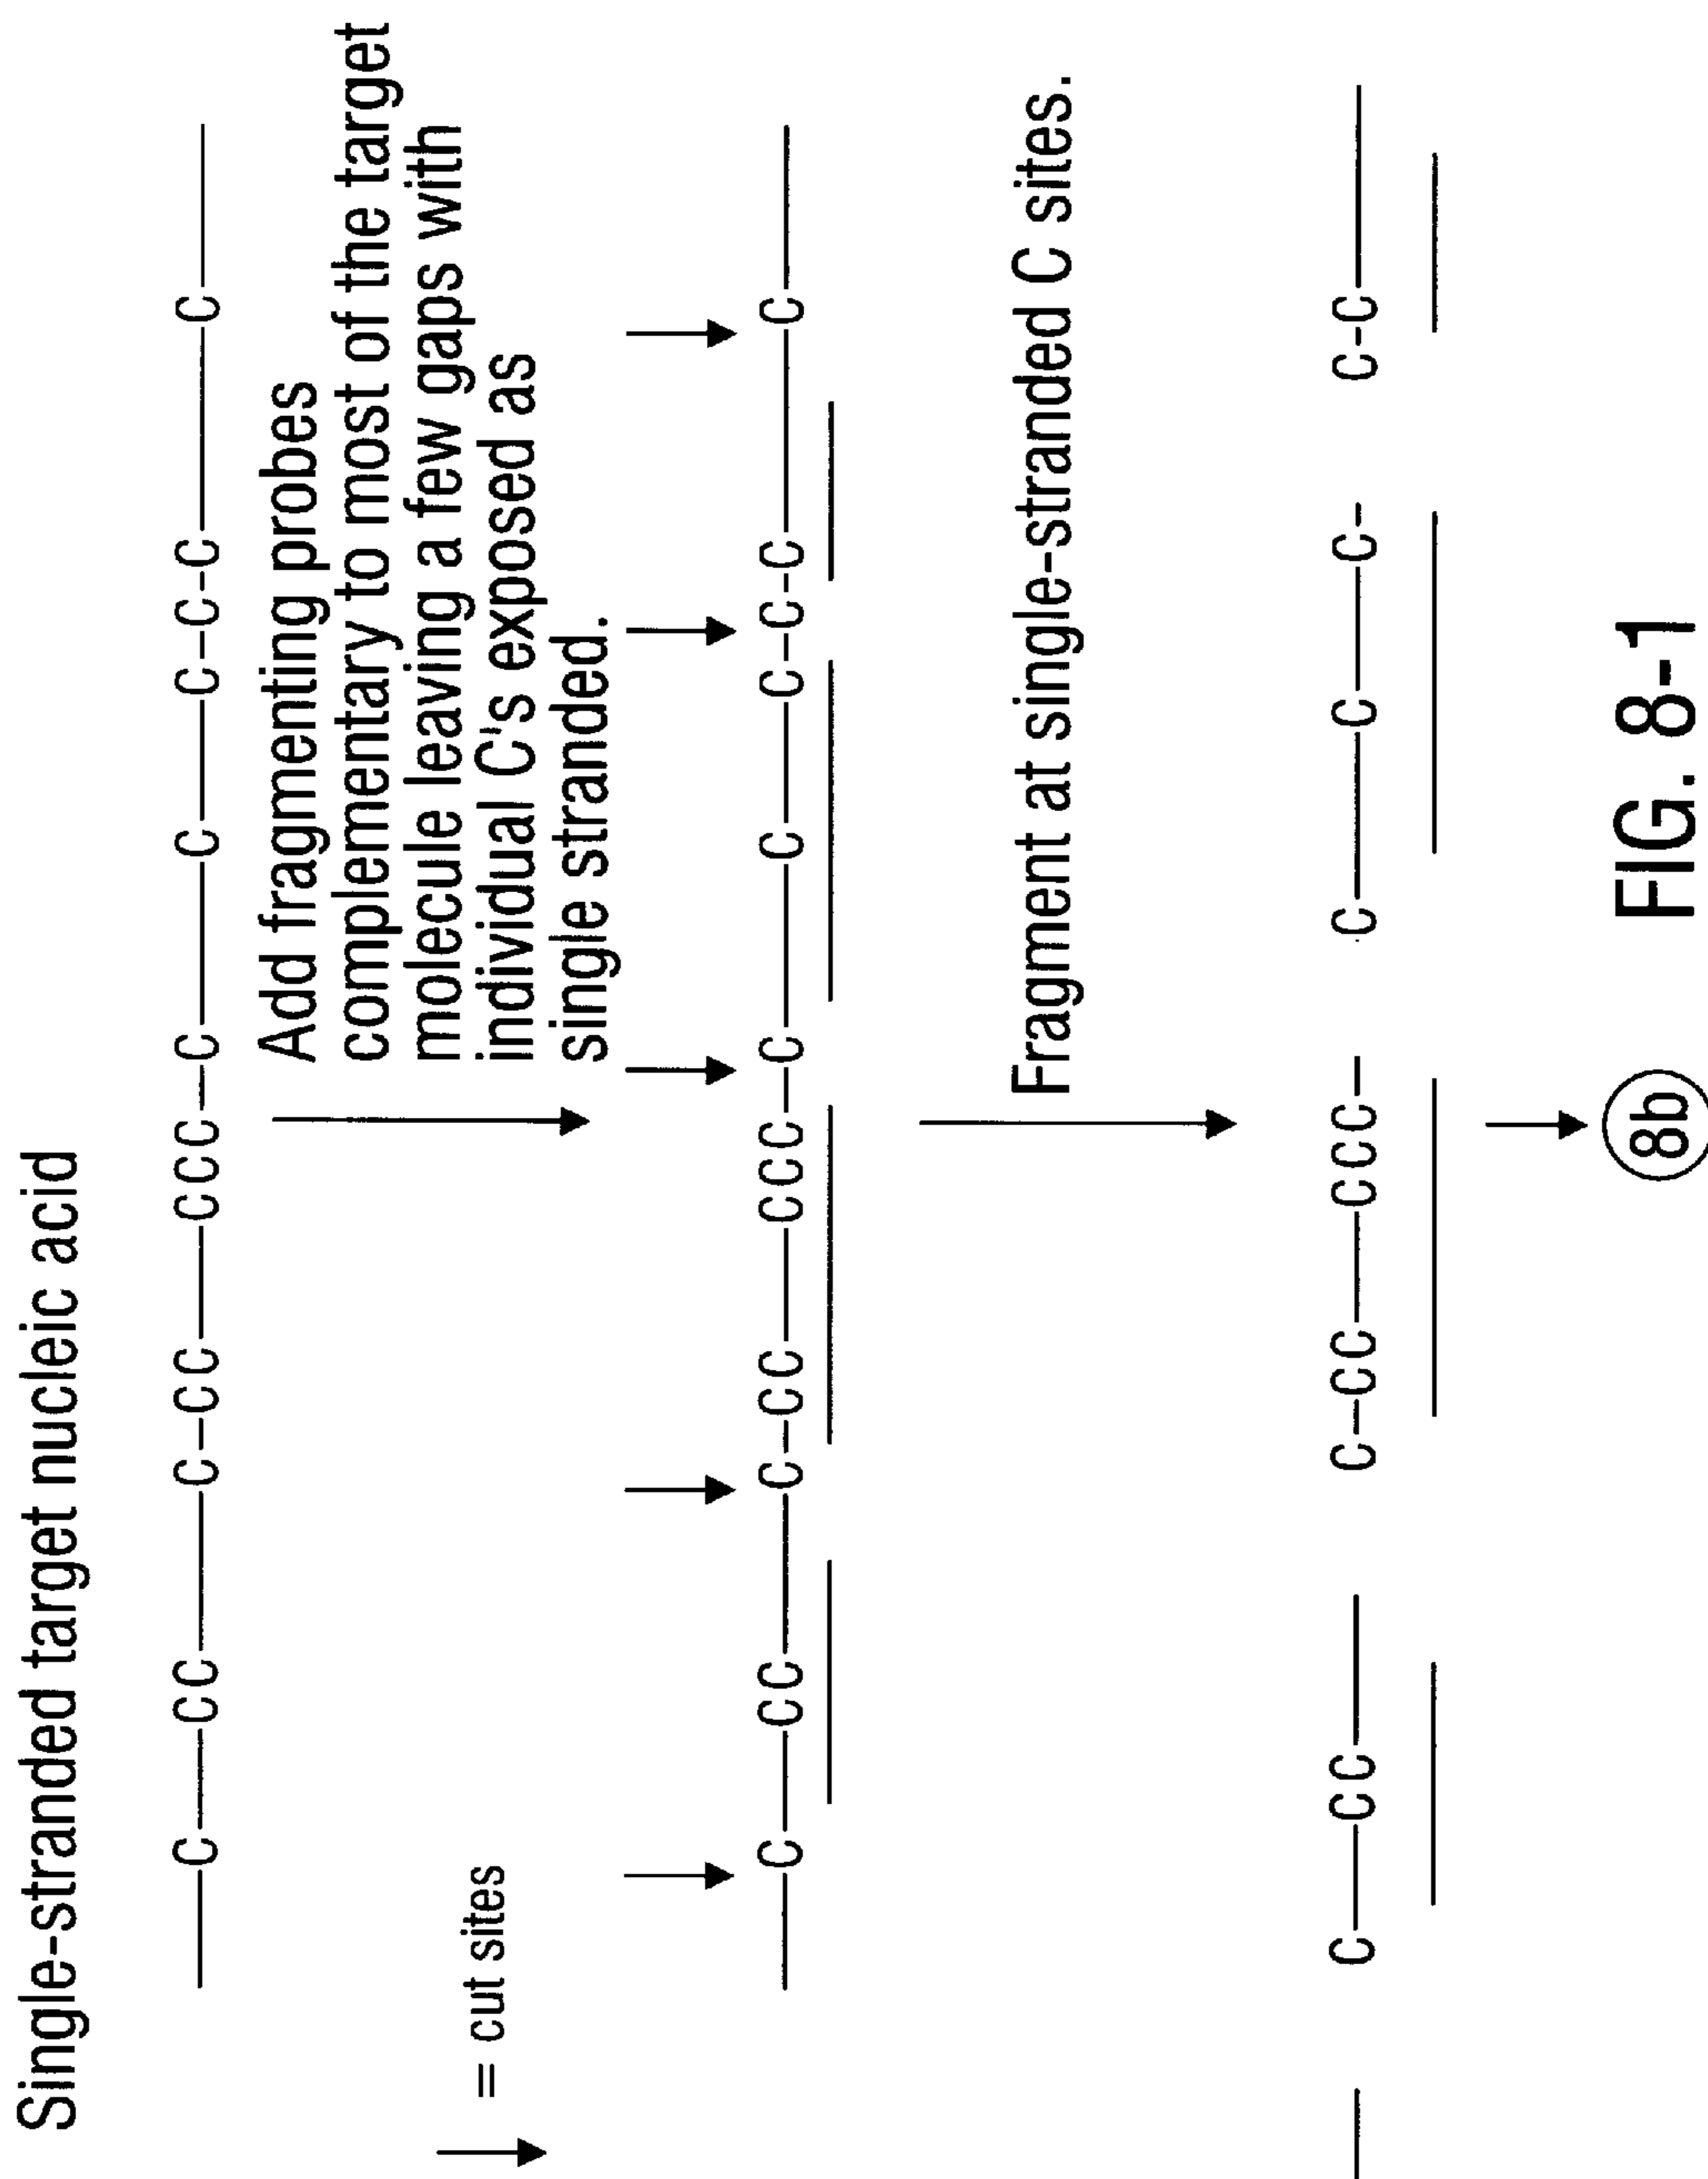 Single-stranded target nucleic acid
—C—CC—C-CC—CCC—C—C—C-C-C—C—
Add fragmenting probes
complementary to most of the target
molecule leaving a few gaps with
individual C's exposed as
single stranded.
= cut sites
—C—CC—C-CC—CCC—C—C—C-C-C—C—
Fragment at single-stranded C sites.
— C—CC— C-CC—CCC- C—C—C- C-C—
8b
FIG. 8-1